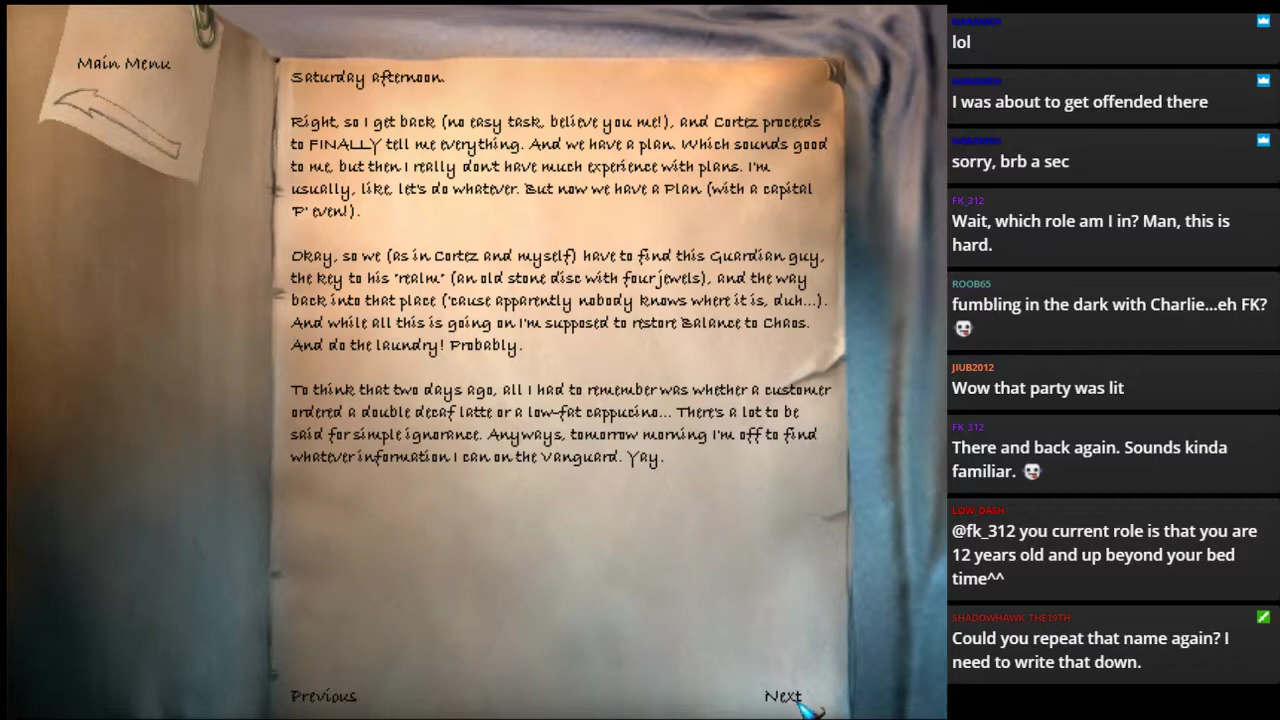 Main Menu
Saturday afternoon.
Right, so I get back (no easy task, believe you me!), and Cortez proceeds
to FINALLY tell me everything. And we have a plan. Which sounds good
to me, but then I really don't have much experience with plans. I'm
usually, like, let's do whatever. But now we have a Plan (with a capital
'P' even!).
Okay, so we (as in Cortez and myself) have to find this Guardian guy,
the key to his "realm" (an old stone disc with four jewels), and the way
back into that place ('cause apparently nobody knows where it is, duh...).
And while all this is going on I'm supposed to restore Balance to Chaos.
And do the laundry! Probably.
To think that two days ago, all I had to remember was whether a customer
ordered a double decaf latte or a low-fat cappucino... There's a lot to be
said for simple ignorance. Anyways, tomorrow morning I'm off to find
whatever information I can on the Vanguard. Yay.
Previous
Next
lol
I was about to get offended there
sorry, brb a sec
FK_312
Wait, which role am I in? Man, this is
hard.
ROOB65
fumbling in the dark with Charlie...eh FK?
JIUB2012
Wow that party was lit
FK_312
There and back again. Sounds kinda
familiar.
LOW_DASH
@fk_312 you current role is that you are
12 years old and up beyond your bed
time^^
SHADOWHAWK_THE19TH
Could you repeat that name again? I
need to write that down.